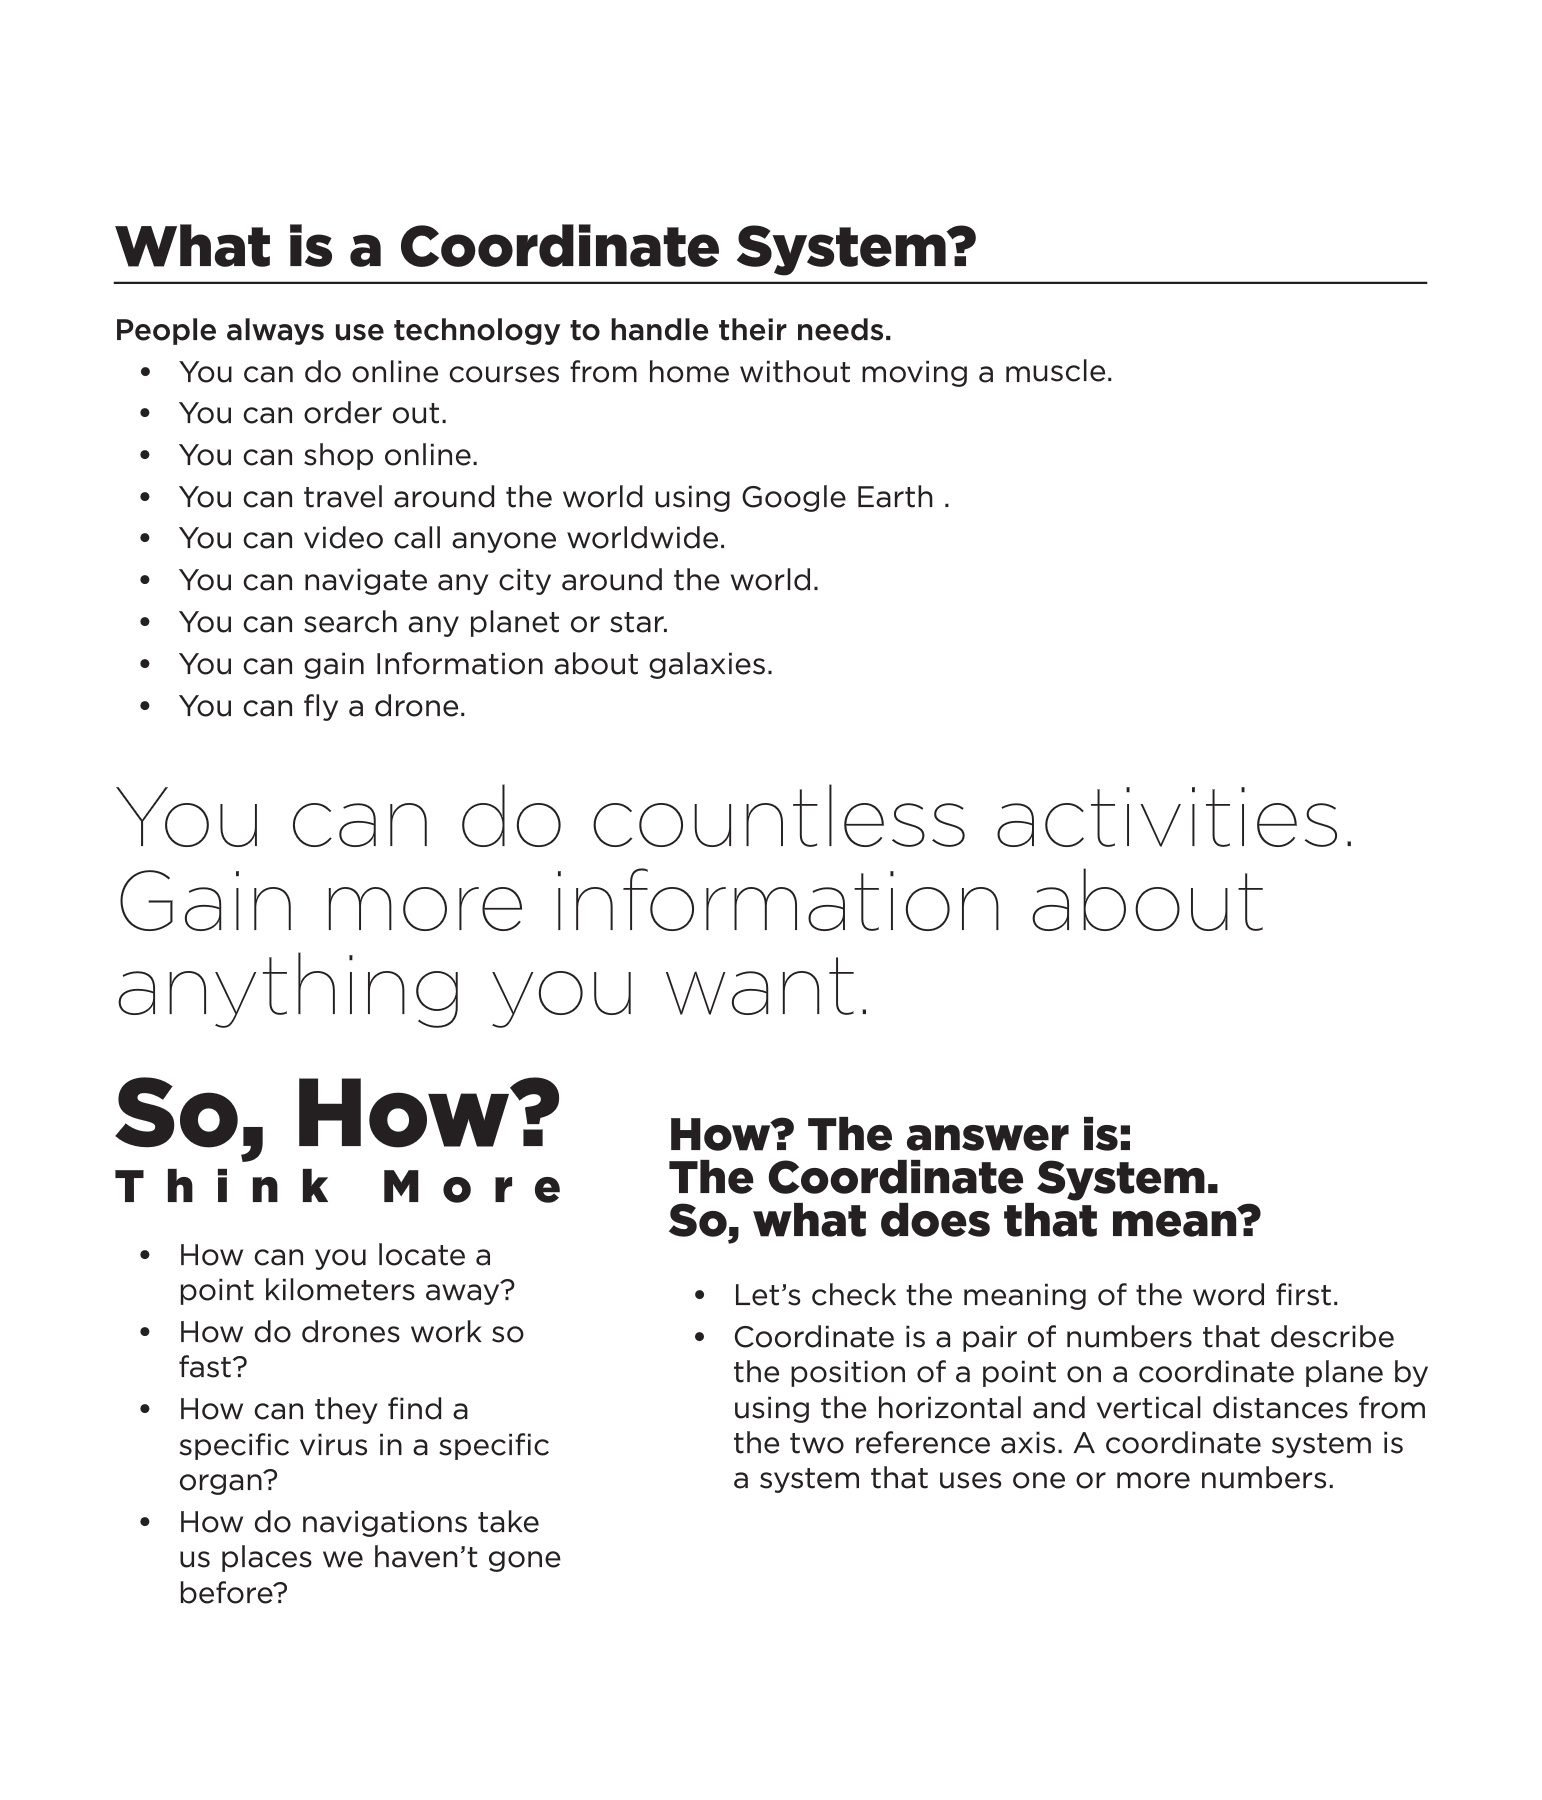 What is a Coordinate System?
People always use technology to handle their needs.
• You can do online courses from home without moving a muscle.
• You can order out.
• You can shop online.
• You can travel around the world using Google Earth .
• You can video call anyone worldwide.
• You can navigate any city around the world.
• You can search any planet or star.
• You can gain Information about galaxies.
• You can fly a drone.
You can do countless activities.
Gain more information about
anything you want.
So, How?
Think More
• How can you locate a
point kilometers away?
• How do drones work so
fast?
• How can they find a
specific virus in a specific
organ?
• How do navigations take
us places we haven’t gone
before?
How? The answer is:
The Coordinate System.
So, what does that mean?
• Let’s check the meaning of the word first.
• Coordinate is a pair of numbers that describe
the position of a point on a coordinate plane by
using the horizontal and vertical distances from
the two reference axis. A coordinate system is
a system that uses one or more numbers.